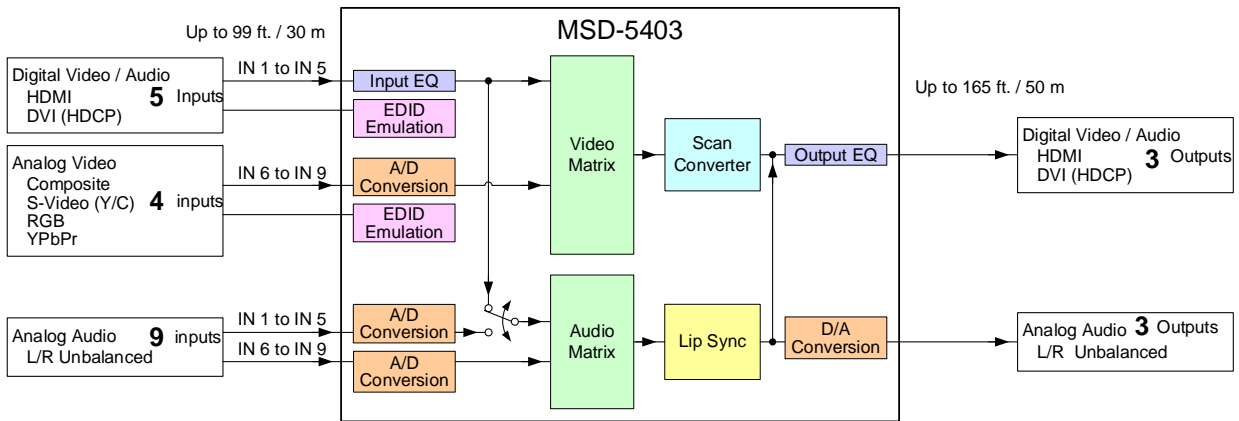 Up to 99 ft. / 30 m
MSD-5403
Digital Video / Audio
HDMI
DVI (HDCP)
5 Inputs
IN 1 to IN 5
Input EQ
EDID
Emulation
Analog Video
Composite
S-Video (Y/C)
RGB
YPbPr
4 inputs
IN 6 to IN 9
A/D
Conversion
EDID
Emulation
Video
Matrix
Scan
Converter
Output EQ
Up to 165 ft. / 50 m
Digital Video / Audio
HDMI
DVI (HDCP)
3 Outputs
Analog Audio 9 inputs
L/R Unbalanced
IN 1 to IN 5
IN 6 to IN 9
A/D
Conversion
A/D
Conversion
Audio
Matrix
Lip Sync
D/A
Conversion
Analog Audio 3 Outputs
L/R Unbalanced